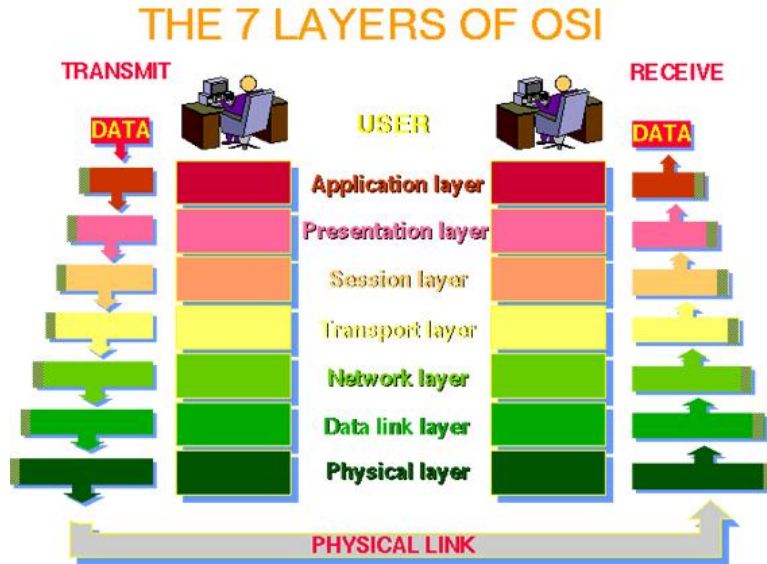 THE 7 LAYERS OF OSI
TRANSMIT
RECEIVE
DATA
USER
DATA
Application layer
Presentation layer
Session layer
Transport layer
Network layer
Data link layer
Physical layer
PHYSICAL LINK